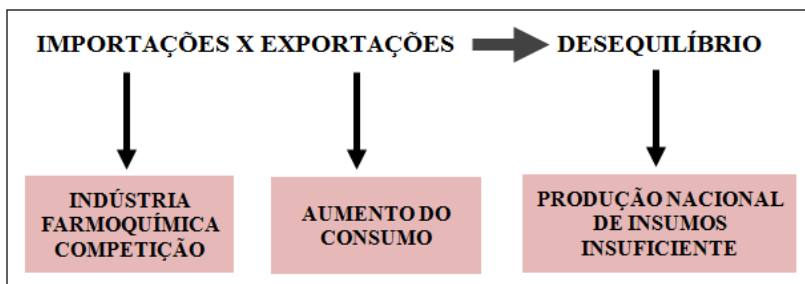 IMPORTAÇÕES X EXPORTAÇÕES
DESEQUILÍBRIO
INDÚSTRIA
FARMOQUÍMICA
COMPETIÇÃO
AUMENTO DO
CONSUMO
PRODUÇÃO NACIONAL
DE INSUMOS
INSUFICIENTE